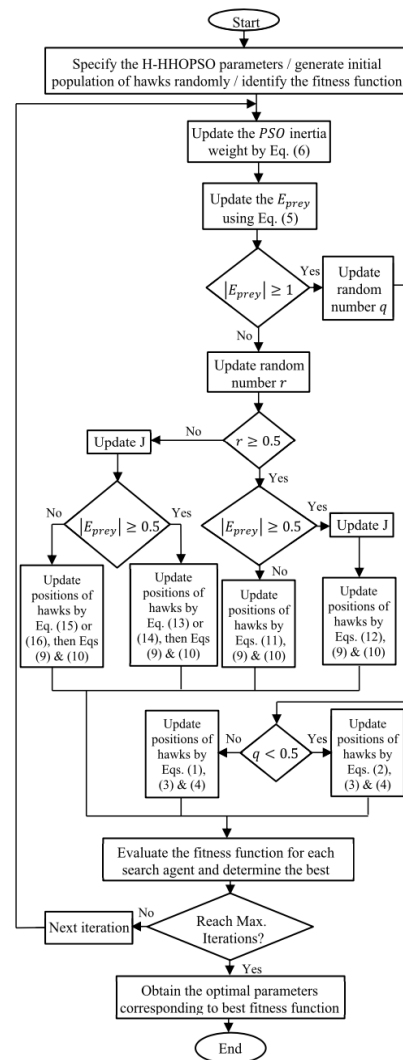 Start
Specify the H-HHOPSO parameters / generate initial
population of hawks randomly / identify the fitness function
Update the PSO inertia
weight by Eq. (6)
Update the E_prey
using Eq. (5)
|E_prey| ≥ 1
Yes
Update
random
number q
No
Update random
number r
r ≥ 0.5
No
Update J
Yes
|E_prey| ≥ 0.5
No
Yes
|E_prey| ≥ 0.5
Yes
Update J
No
Update
positions of
hawks by
Eq. (15) or
(16), then Eqs
(9) & (10)
Update
positions of
hawks by
Eq. (13) or
(14), then Eqs
(9) & (10)
Update
positions of
hawks by
Eqs. (11),
(9) & (10)
Update
positions of
hawks by
Eqs. (12),
(9) & (10)
Update
positions of
hawks by
Eqs. (1),
(3) & (4)
No
q < 0.5
Yes
Update
positions of
hawks by
Eqs. (2),
(3) & (4)
Evaluate the fitness function for each
search agent and determine the best
Reach Max.
Iterations?
No
Next iteration
Yes
Obtain the optimal parameters
corresponding to best fitness function
End